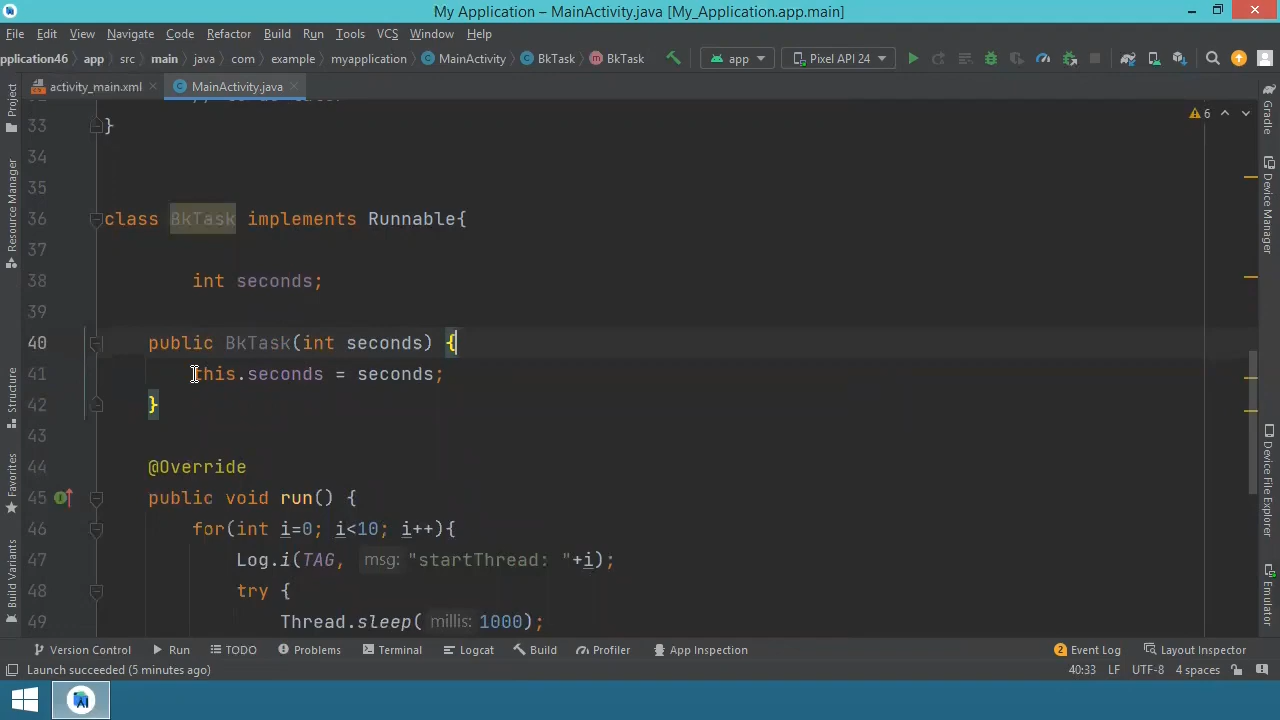 My Application – MainActivity.java [My_Application.app.main]
File Edit View Navigate Code Refactor Build Run Tools VCS Window Help
pplication46 app src main java com example myapplication MainActivity BkTask BkTask app Pixel API 24
activity_main.xml MainActivity.java
33 }
6
34
35
36 class BkTask implements Runnable{
37
38 int seconds;
39
40 public BkTask(int seconds) {
41 this.seconds = seconds;
42 }
43
44 @Override
45 public void run() {
46 for(int i=0; i<10; i++){
47 Log.i(TAG, msg: "startThread: "+i);
48 try {
49 Thread.sleep( millis: 1000);
Project
Resource Manager
Structure
Favorites
Build Variants
Gradle
Device Manager
Device File Explorer
Emulator
Version Control Run TODO Problems Terminal Logcat Build Profiler App Inspection 2 Event Log Layout Inspector
Launch succeeded (5 minutes ago) 40:33 LF UTF-8 4 spaces